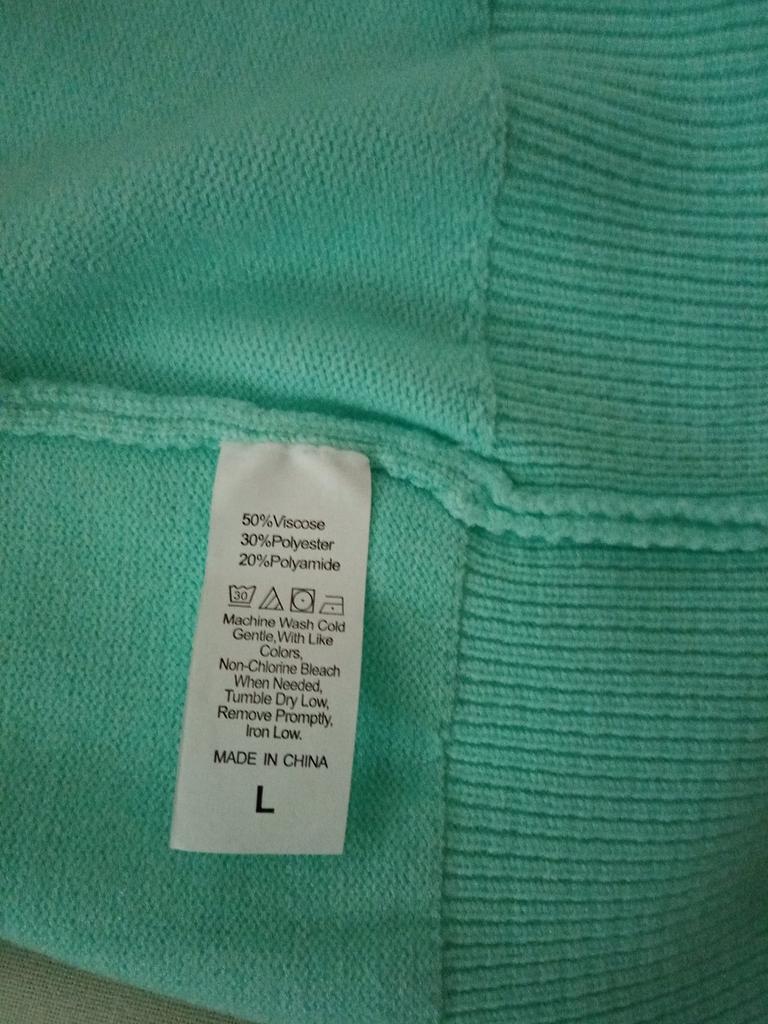 50%Viscose
30%Polyester
20%Polyamide
30
Machine Wash Cold
Gentle,With Like
Colors,
Non-Chlorine Bleach
When Needed,
Tumble Dry Low,
Remove Promptly,
Iron Low.
MADE IN CHINA
L